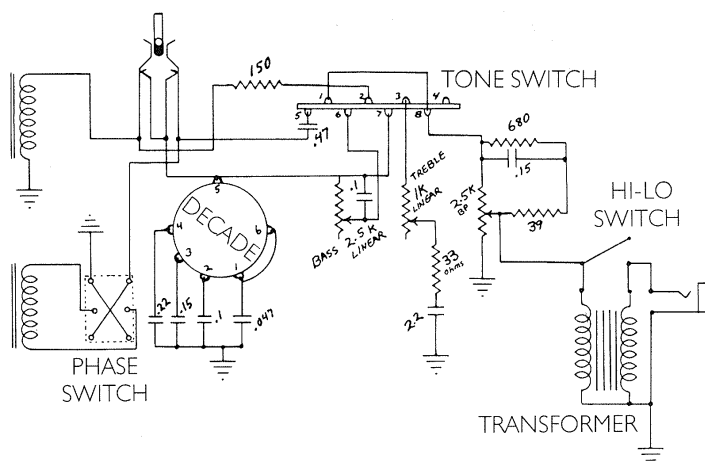 150
TONE SWITCH
1 2 3 4
5 6 7 8
.47
680
.15
TREBLE
1K
LINEAR
2.5K
BP
39
HI-LO
SWITCH
.1
BASS 2.5K
LINEAR
33
ohms
2.2
DECADE
5
4
3
2
1
6
.22
.15
.1
.047
PHASE
SWITCH
TRANSFORMER